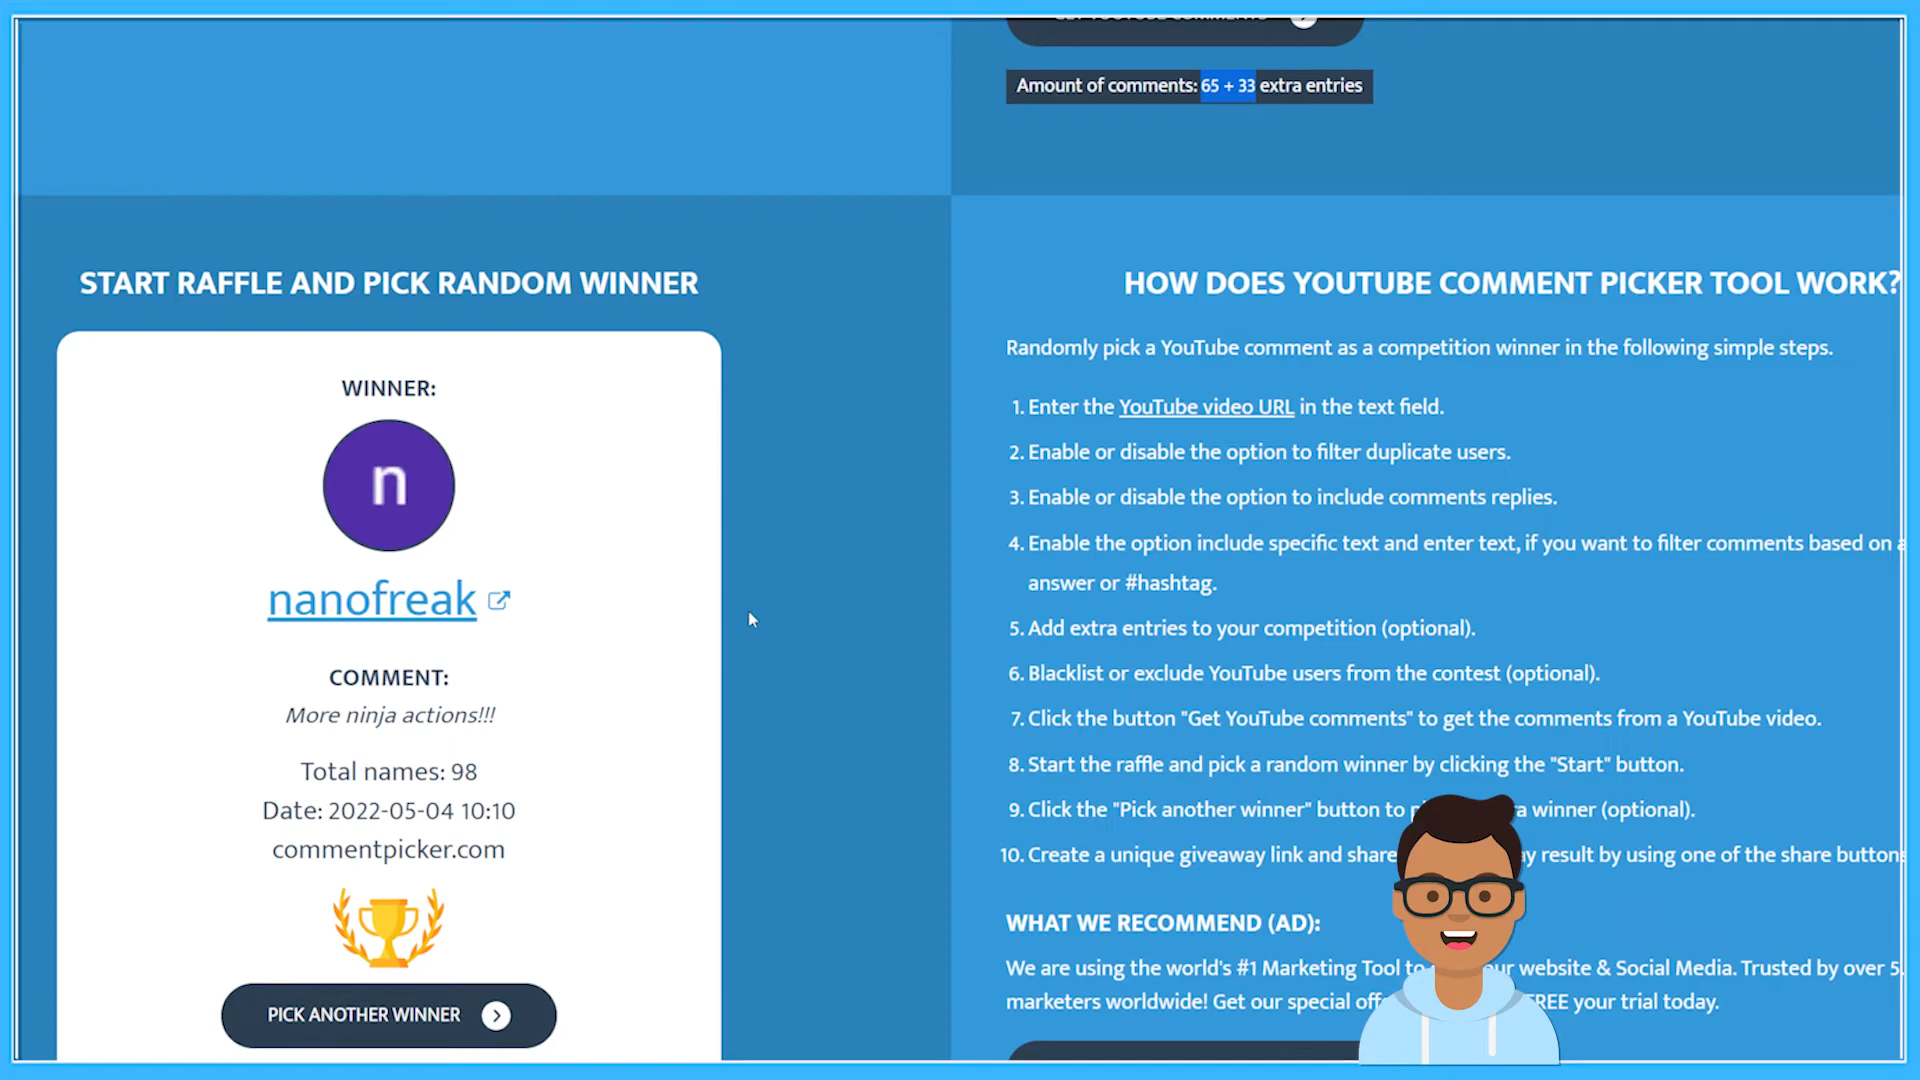 GET YOUTUBE COMMENTS
Amount of comments: 65 + 33 extra entries
START RAFFLE AND PICK RANDOM WINNER
WINNER:
n
nanofreak
COMMENT:
More ninja actions!!!
Total names: 98
Date: 2022-05-04 10:10
commentpicker.com
PICK ANOTHER WINNER
HOW DOES YOUTUBE COMMENT PICKER TOOL WORK?
Randomly pick a YouTube comment as a competition winner in the following simple steps.
1. Enter the YouTube video URL in the text field.
2. Enable or disable the option to filter duplicate users.
3. Enable or disable the option to include comments replies.
4. Enable the option include specific text and enter text, if you want to filter comments based on a
answer or #hashtag.
5. Add extra entries to your competition (optional).
6. Blacklist or exclude YouTube users from the contest (optional).
7. Click the button "Get YouTube comments" to get the comments from a YouTube video.
8. Start the raffle and pick a random winner by clicking the "Start" button.
9. Click the "Pick another winner" button to a winner (optional).
10. Create a unique giveaway link and share result by using one of the share buttons
WHAT WE RECOMMEND (AD):
We are using the world's #1 Marketing Tool to website & Social Media. Trusted by over 5.
marketers worldwide! Get our special your trial today.